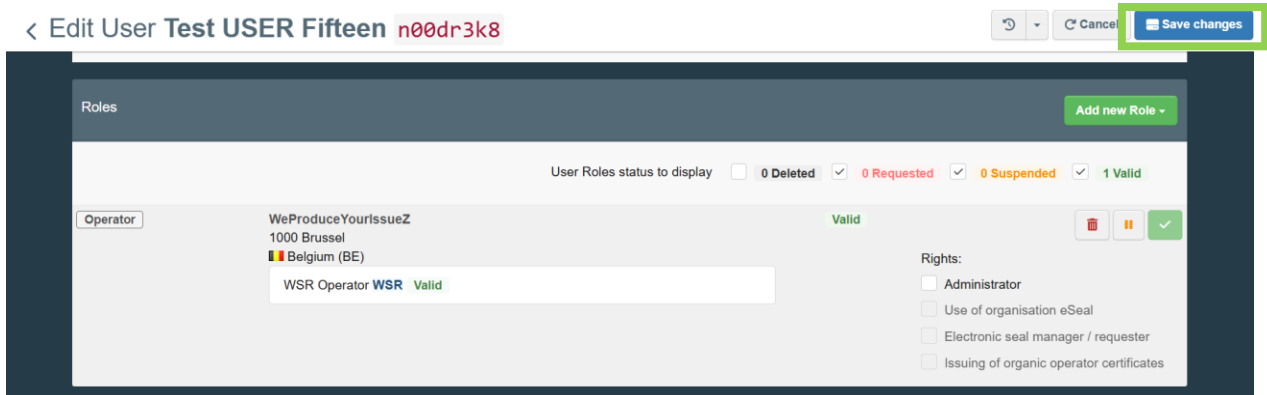 Edit User Test USER Fifteen n00dr3k8
Cancel
Save changes
Roles
Add new Role
User Roles status to display 0 Deleted 0 Requested 0 Suspended 1 Valid
Operator WeProduceYourIssueZ Valid
1000 Brussel
Belgium (BE)
Rights:
WSR Operator WSR Valid
Administrator
Use of organisation eSeal
Electronic seal manager / requester
Issuing of organic operator certificates